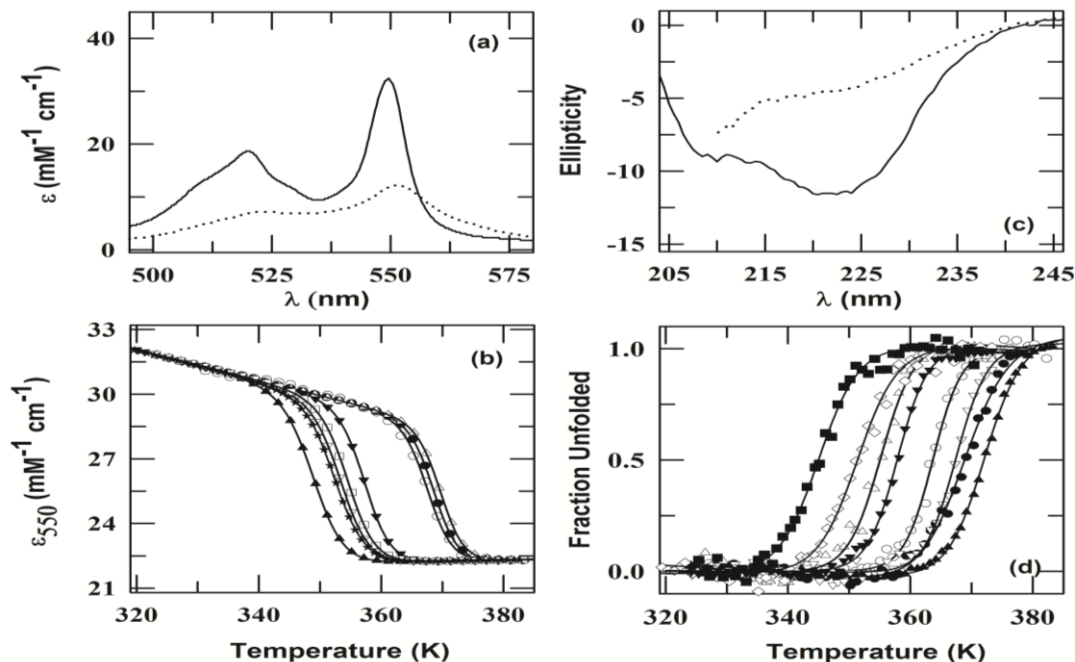 40
20
0
500 525 550 575
ε (mM⁻¹ cm⁻¹)
λ (nm)
(a)
0
-5
-10
-15
205 215 225 235 245
Ellipticity
λ (nm)
(c)
33
30
27
24
21
320 340 360 380
ε₅₅₀ (mM⁻¹ cm⁻¹)
Temperature (K)
(b)
1.0
0.5
0.0
320 340 360 380
Fraction Unfolded
Temperature (K)
(d)